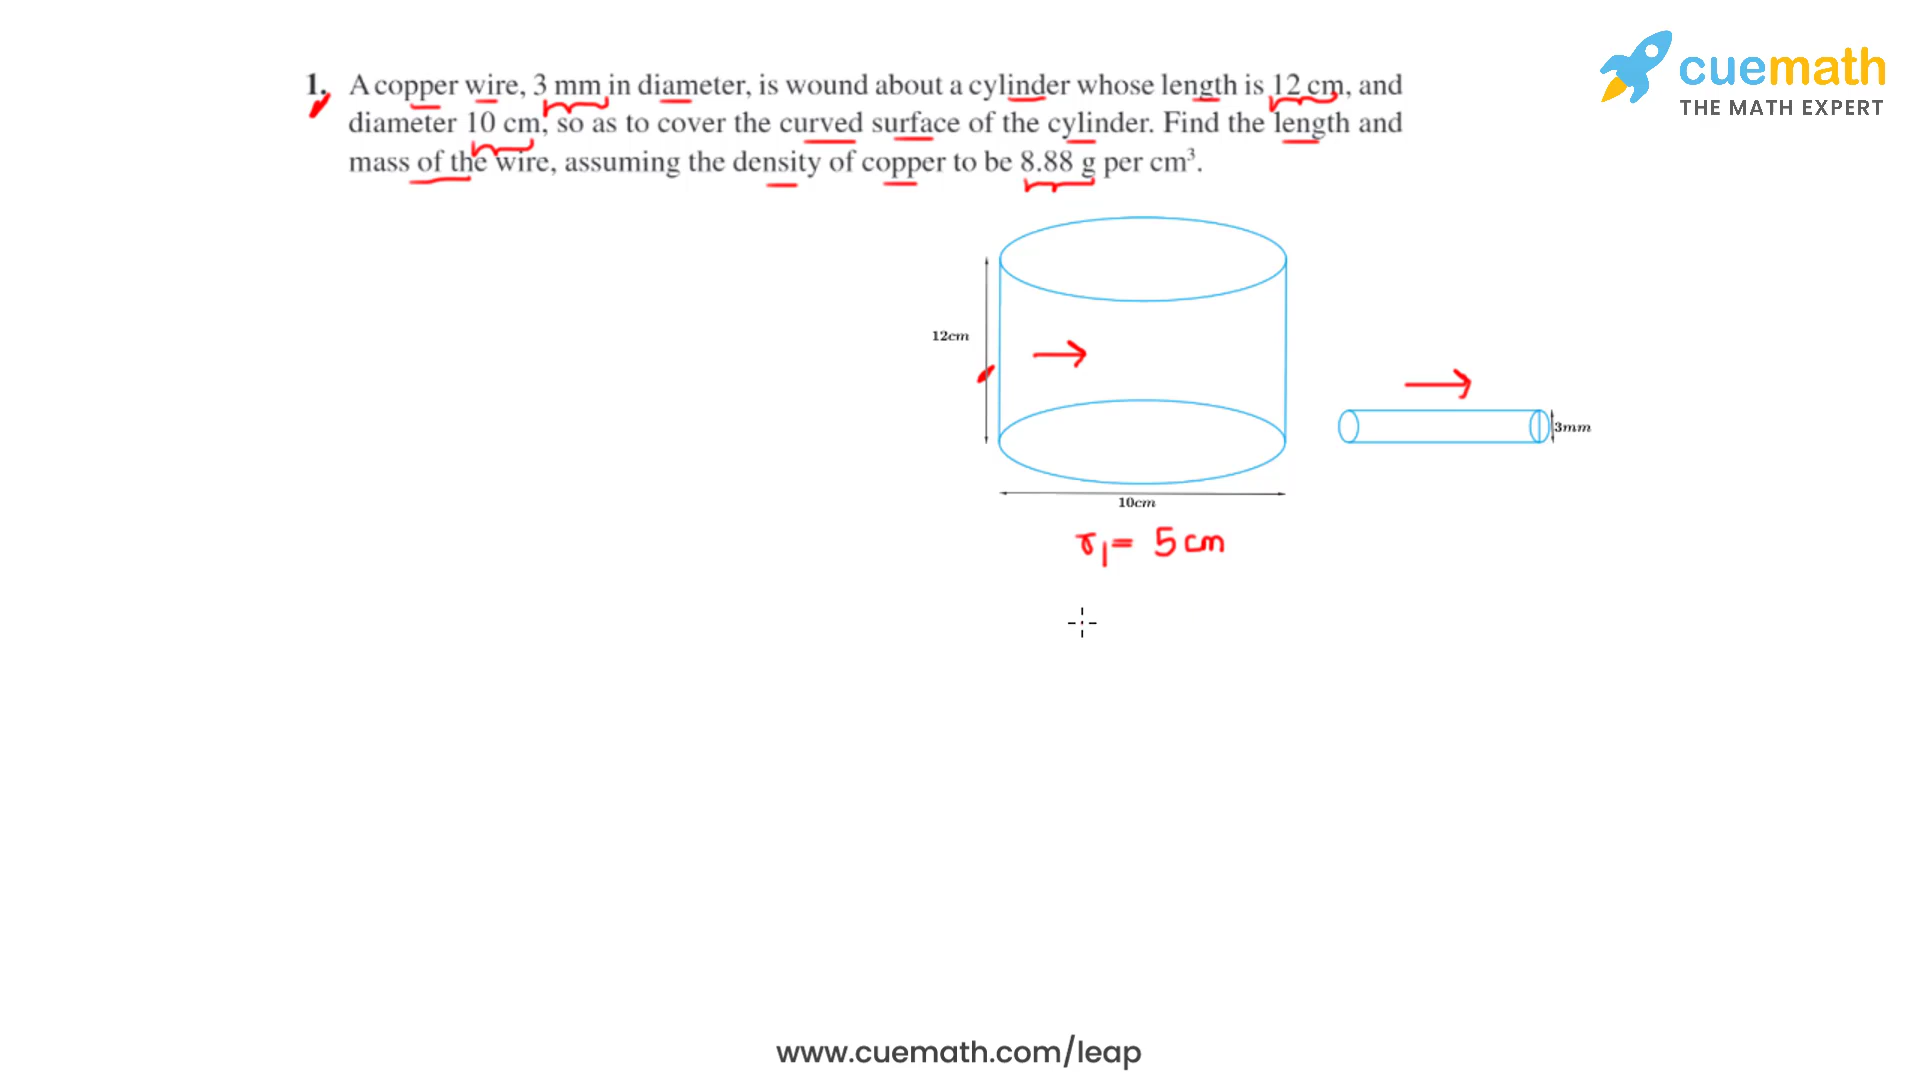 cuemath
THE MATH EXPERT
1. A copper wire, 3 mm in diameter, is wound about a cylinder whose length is 12 cm, and
diameter 10 cm, so as to cover the curved surface of the cylinder. Find the length and
mass of the wire, assuming the density of copper to be 8.88 g per cm³.
12cm
3mm
10cm
r₁ = 5 cm
www.cuemath.com/leap